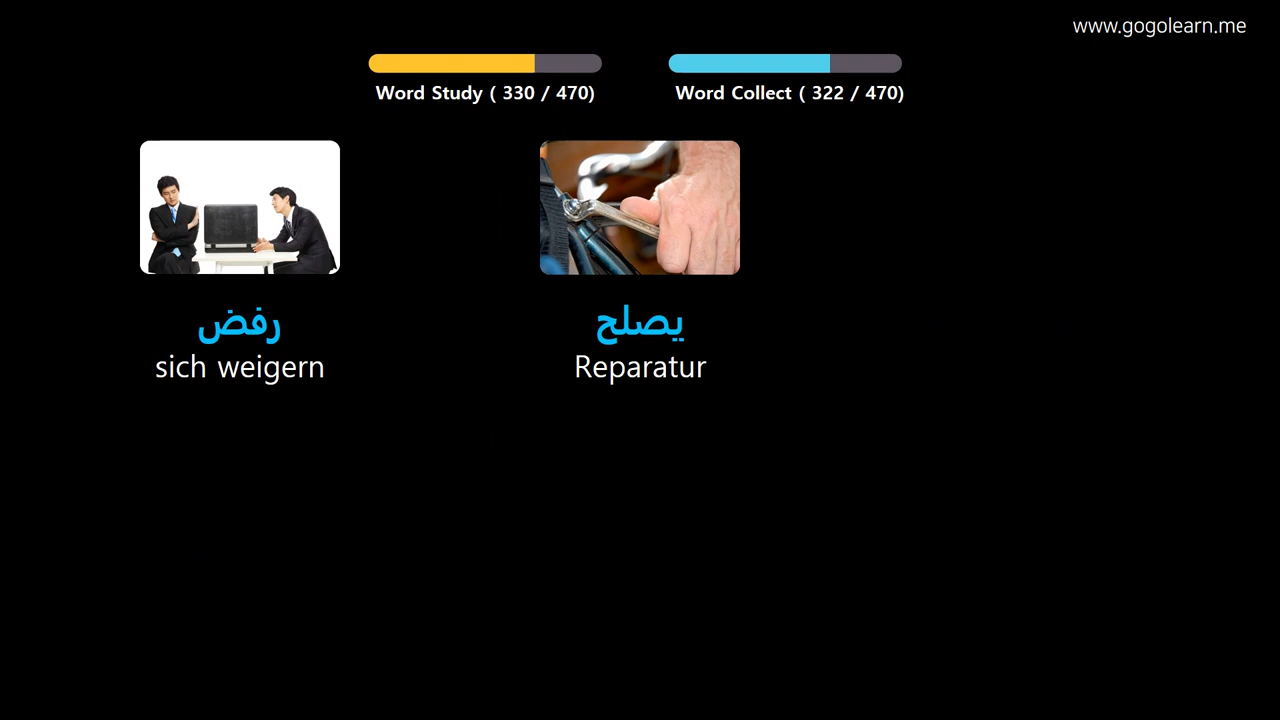 www.gogolearn.me
Word Study ( 330 / 470)
Word Collect ( 322 / 470)
رفض
sich weigern
يصلح
Reparatur